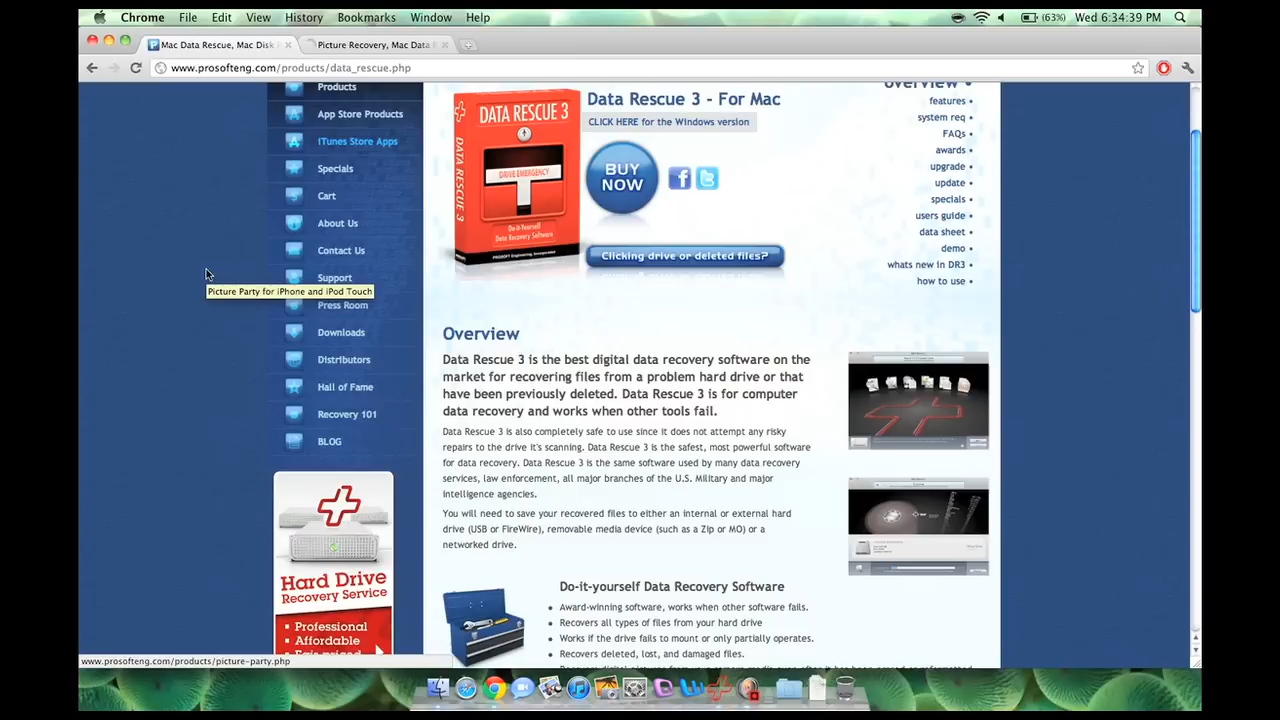 Chrome File Edit View History Bookmarks Window Help (63%) Wed 6:34:39 PM
Mac Data Rescue, Mac Disk Picture Recovery, Mac Data
www.prosofteng.com/products/data_rescue.php
Products
App Store Products
ITunes Store Apps
Specials
Cart
About Us
Contact Us
Support
Picture Party for iPhone and iPod Touch
Press Room
Downloads
Distributors
Hall of Fame
Recovery 101
BLOG
Hard Drive
Recovery Service
• Professional
• Affordable
DATA RESCUE 3
DATA RESCUE 3
DRIVE EMERGENCY
Do-it-Yourself
Data Recovery Software
PROSOFT Engineering, Incorporated
Data Rescue 3 - For Mac
CLICK HERE for the Windows version
BUY
NOW
Clicking drive or deleted files?
overview •
features •
system req •
FAQs •
awards •
upgrade •
update •
specials •
users guide •
data sheet •
demo •
whats new in DR3 •
how to use •
Overview
Data Rescue 3 is the best digital data recovery software on the
market for recovering files from a problem hard drive or that
have been previously deleted. Data Rescue 3 is for computer
data recovery and works when other tools fail.
Data Rescue 3 is also completely safe to use since it does not attempt any risky
repairs to the drive it's scanning. Data Rescue 3 is the safest, most powerful software
for data recovery. Data Rescue 3 is the same software used by many data recovery
services, law enforcement, all major branches of the U.S. Military and major
intelligence agencies.
You will need to save your recovered files to either an internal or external hard
drive (USB or FireWire), removable media device (such as a Zip or MO) or a
networked drive.
Do-it-yourself Data Recovery Software
• Award-winning software, works when other software fails.
• Recovers all types of files from your hard drive
• Works if the drive fails to mount or only partially operates.
• Recovers deleted, lost, and damaged files.
www.prosofteng.com/products/picture-party.php